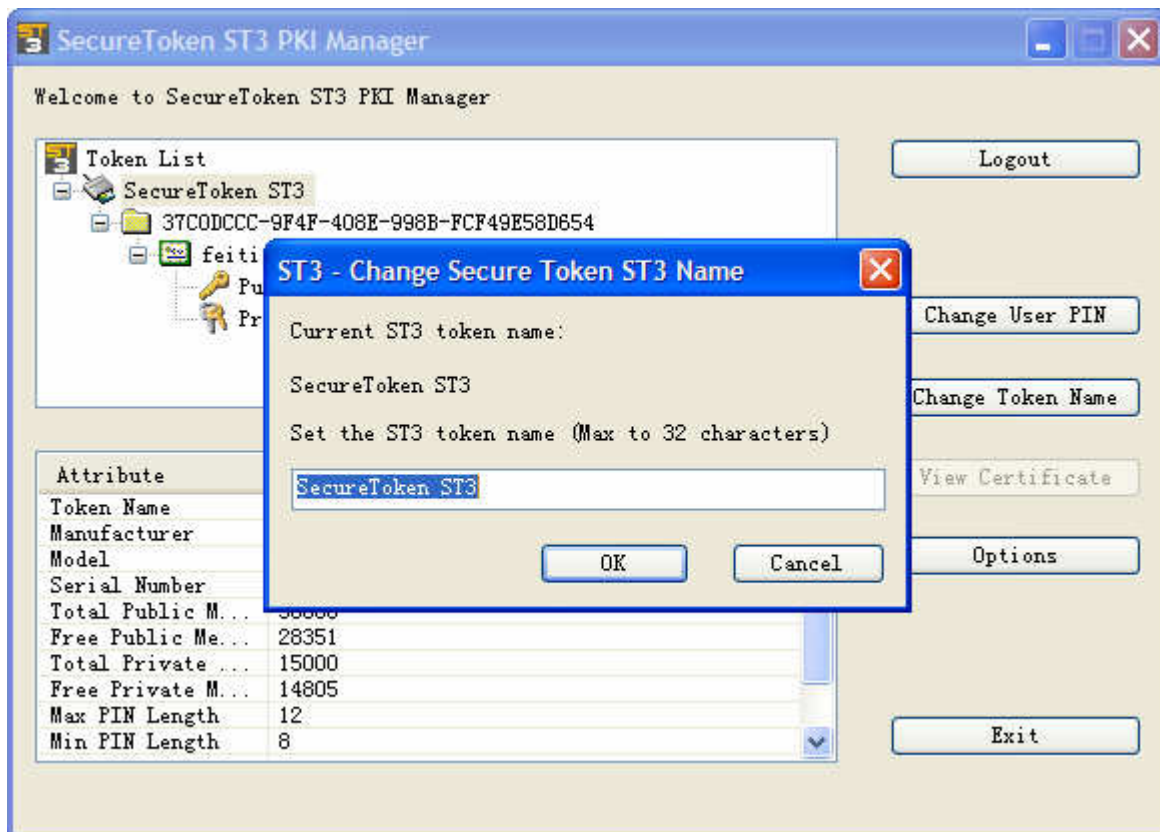 SecureToken ST3 PKI Manager
Welcome to SecureToken ST3 PKI Manager
Token List
SecureToken ST3
37C0DCCC-9F4F-408E-998B-FCF49E58D654
feiti
Pu
Pr
Logout
Change User PIN
Change Token Name
View Certificate
Options
Exit
ST3 - Change Secure Token ST3 Name
Current ST3 token name:
SecureToken ST3
Set the ST3 token name (Max to 32 characters)
SecureToken ST3
OK
Cancel
Attribute
Token Name
Manufacturer
Model
Serial Number
Total Public M...
Free Public Me... 28351
Total Private ... 15000
Free Private M... 14805
Max PIN Length 12
Min PIN Length 8